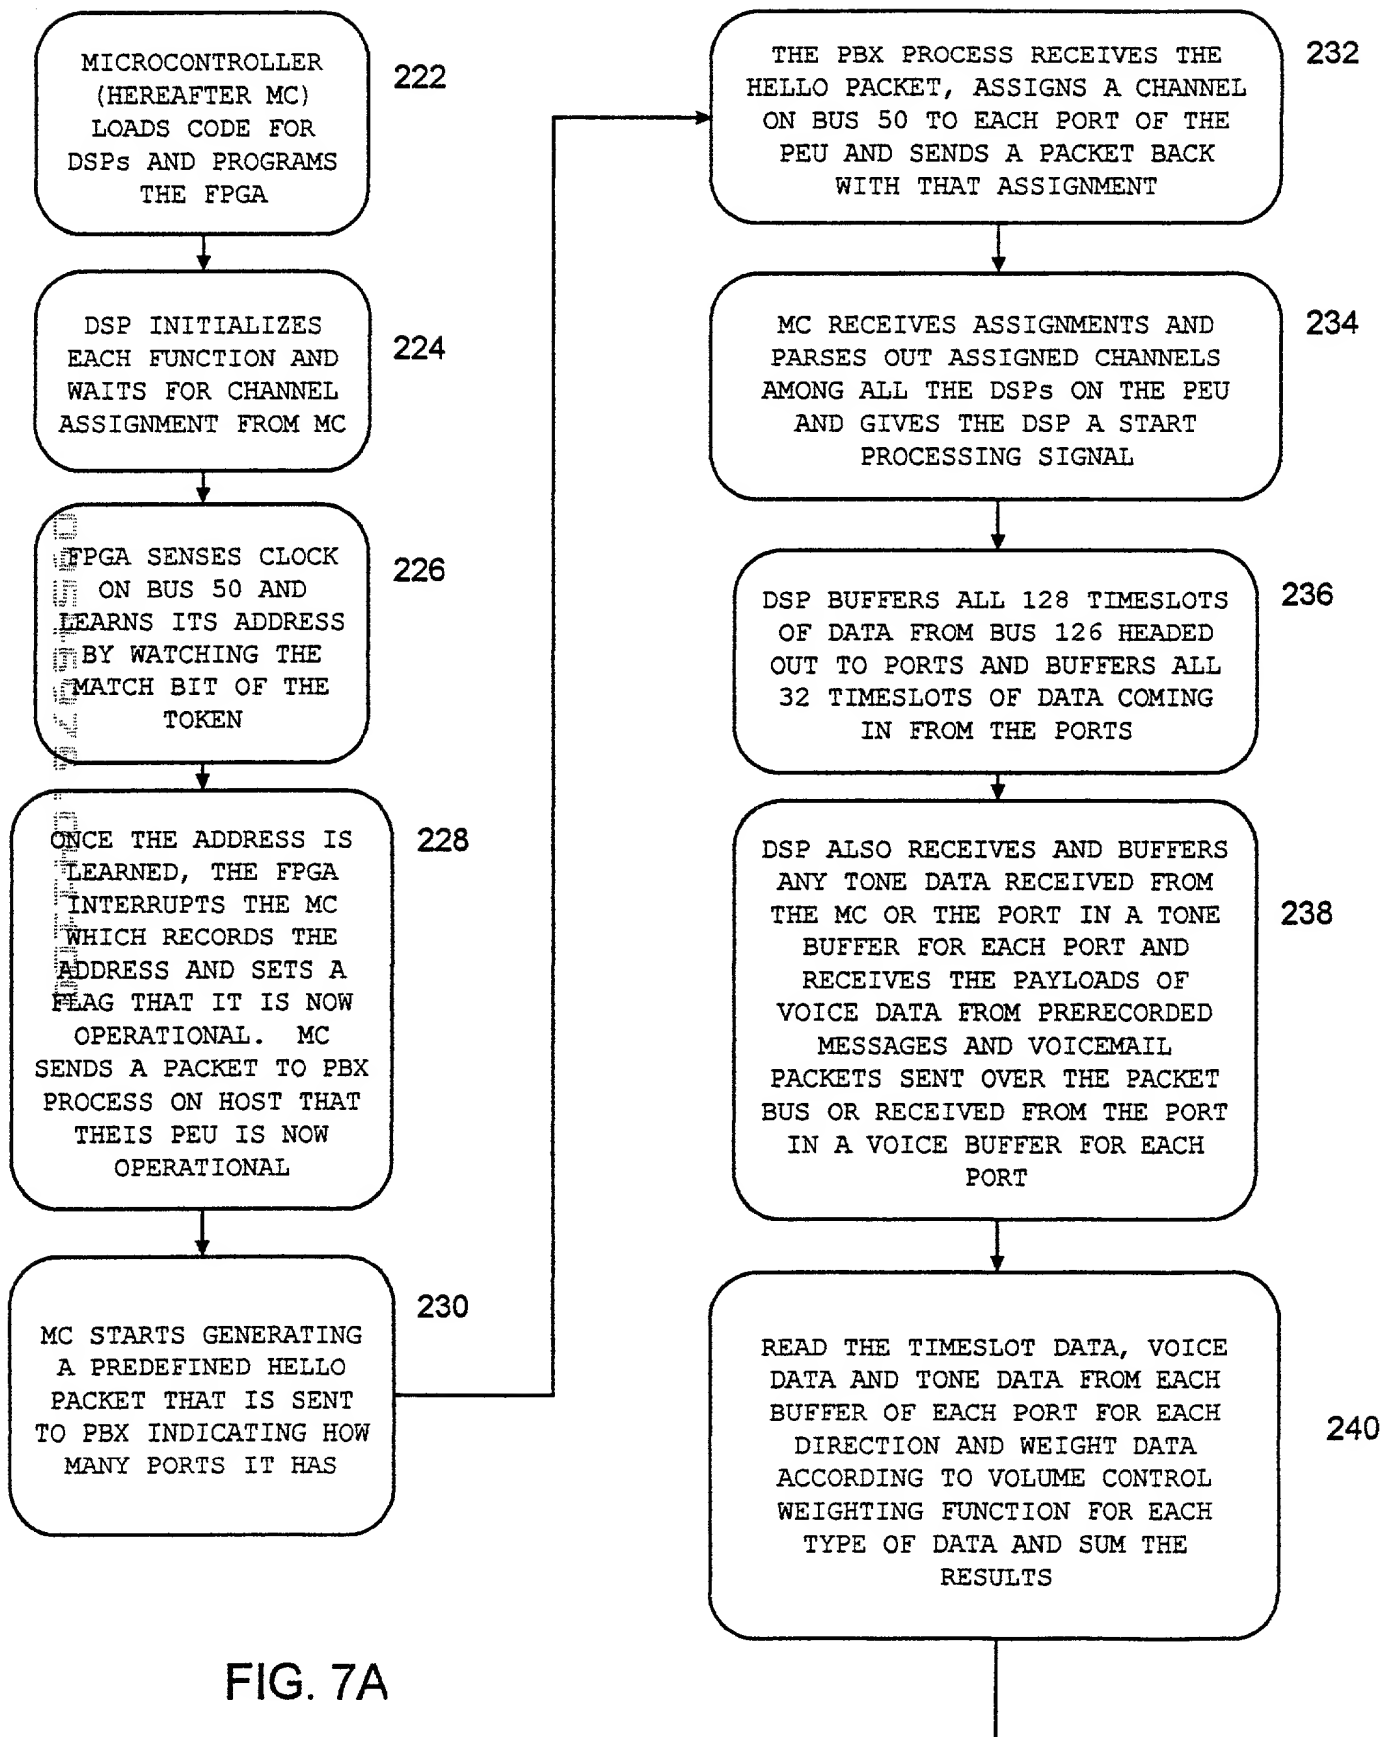 MICROCONTROLLER
(HEREAFTER MC)
LOADS CODE FOR
DSPs AND PROGRAMS
THE FPGA
222
DSP INITIALIZES
EACH FUNCTION AND
WAITS FOR CHANNEL
ASSIGNMENT FROM MC
224
FPGA SENSES CLOCK
ON BUS 50 AND
LEARNS ITS ADDRESS
BY WATCHING THE
MATCH BIT OF THE
TOKEN
226
ONCE THE ADDRESS IS
LEARNED, THE FPGA
INTERRUPTS THE MC
WHICH RECORDS THE
ADDRESS AND SETS A
FLAG THAT IT IS NOW
OPERATIONAL. MC
SENDS A PACKET TO PBX
PROCESS ON HOST THAT
THEIS PEU IS NOW
OPERATIONAL
228
MC STARTS GENERATING
A PREDEFINED HELLO
PACKET THAT IS SENT
TO PBX INDICATING HOW
MANY PORTS IT HAS
230
THE PBX PROCESS RECEIVES THE
HELLO PACKET, ASSIGNS A CHANNEL
ON BUS 50 TO EACH PORT OF THE
PEU AND SENDS A PACKET BACK
WITH THAT ASSIGNMENT
232
MC RECEIVES ASSIGNMENTS AND
PARSES OUT ASSIGNED CHANNELS
AMONG ALL THE DSPs ON THE PEU
AND GIVES THE DSP A START
PROCESSING SIGNAL
234
DSP BUFFERS ALL 128 TIMESLOTS
OF DATA FROM BUS 126 HEADED
OUT TO PORTS AND BUFFERS ALL
32 TIMESLOTS OF DATA COMING
IN FROM THE PORTS
236
DSP ALSO RECEIVES AND BUFFERS
ANY TONE DATA RECEIVED FROM
THE MC OR THE PORT IN A TONE
BUFFER FOR EACH PORT AND
RECEIVES THE PAYLOADS OF
VOICE DATA FROM PRERECORDED
MESSAGES AND VOICEMAIL
PACKETS SENT OVER THE PACKET
BUS OR RECEIVED FROM THE PORT
IN A VOICE BUFFER FOR EACH
PORT
238
READ THE TIMESLOT DATA, VOICE
DATA AND TONE DATA FROM EACH
BUFFER OF EACH PORT FOR EACH
DIRECTION AND WEIGHT DATA
ACCORDING TO VOLUME CONTROL
WEIGHTING FUNCTION FOR EACH
TYPE OF DATA AND SUM THE
RESULTS
240
FIG. 7A